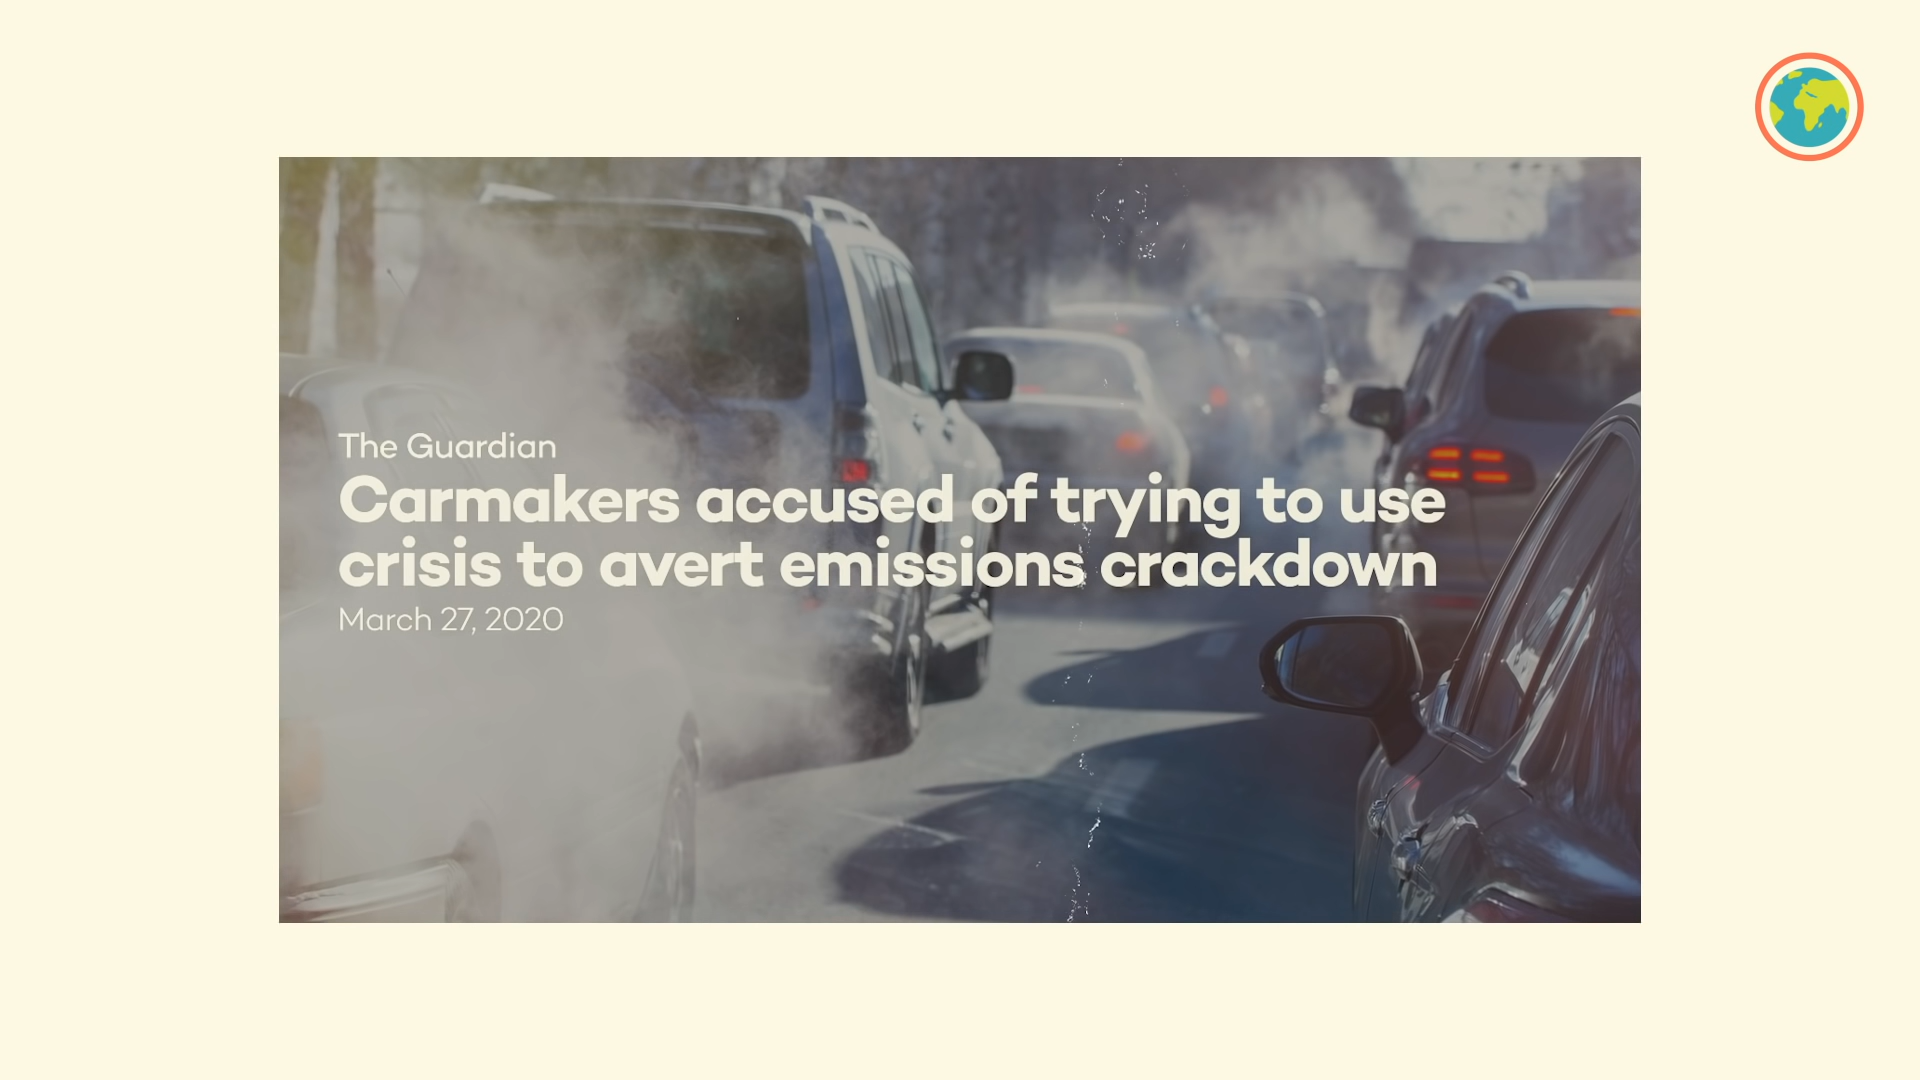 The Guardian
Carmakers accused of trying to use
crisis to avert emissions crackdown
March 27, 2020